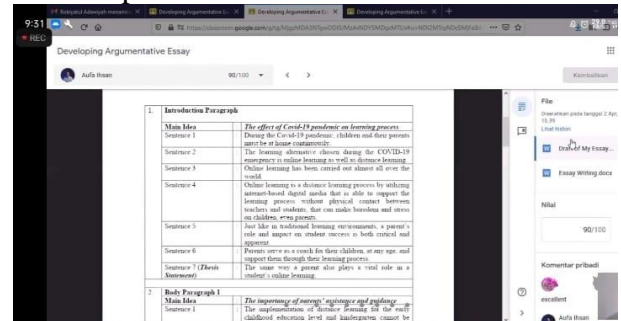 9:31
REC
Developing Argumentative Essay
Aufa Ihsan
90/100
Kembalikan
1. Introduction Paragraph
Main Idea : The effect of Covid-19 pandemic on learning process
Sentence 1 : During the Covid-19 pandemic, children and their parents
must be at home continuously.
Sentence 2 : The learning alternative chosen during the COVID-19
emergency is online learning as well as distance learning.
Sentence 3 : Online learning has been carried out almost all over the
world.
Sentence 4 : Online learning is a distance learning process by utilizing
internet-based digital media that is able to support the
learning process without physical contact between
teachers and students, that can make boredom and stress
on children, even parents.
Sentence 5 : Just like in traditional learning environments, a parent's
role and impact on student success is both critical and
apparent.
Sentence 6 : Parents serve as a coach for their children, at any age, and
support them through their learning process.
Sentence 7 (Thesis : The same way a parent also plays a vital role in a
Statement) student's online learning.
2. Body Paragraph 1
Main Idea : The importance of parents' assistance and guidance
Sentence 1 : The implementation of distance learning for the early
childhood education level and kindergarten cannot be
File
Diserahkan pada tanggal 2 Apr,
Lihat histori
Draft of My Essay...
Essay Writing.docx
Nilai
90/100
Komentar pribadi
excellent
Aufa Ihsan